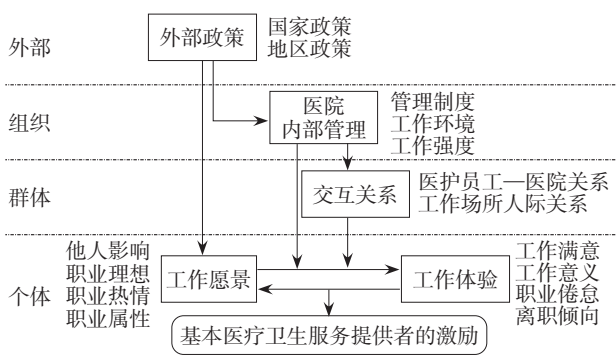 外部
外部政策
国家政策
地区政策
组织
医院
内部管理
管理制度
工作环境
工作强度
群体
交互关系
医护员工—医院关系
工作场所人际关系
个体
他人影响
职业理想
职业热情
职业属性
工作愿景
工作体验
工作满意
工作意义
职业倦怠
离职倾向
基本医疗卫生服务提供者的激励